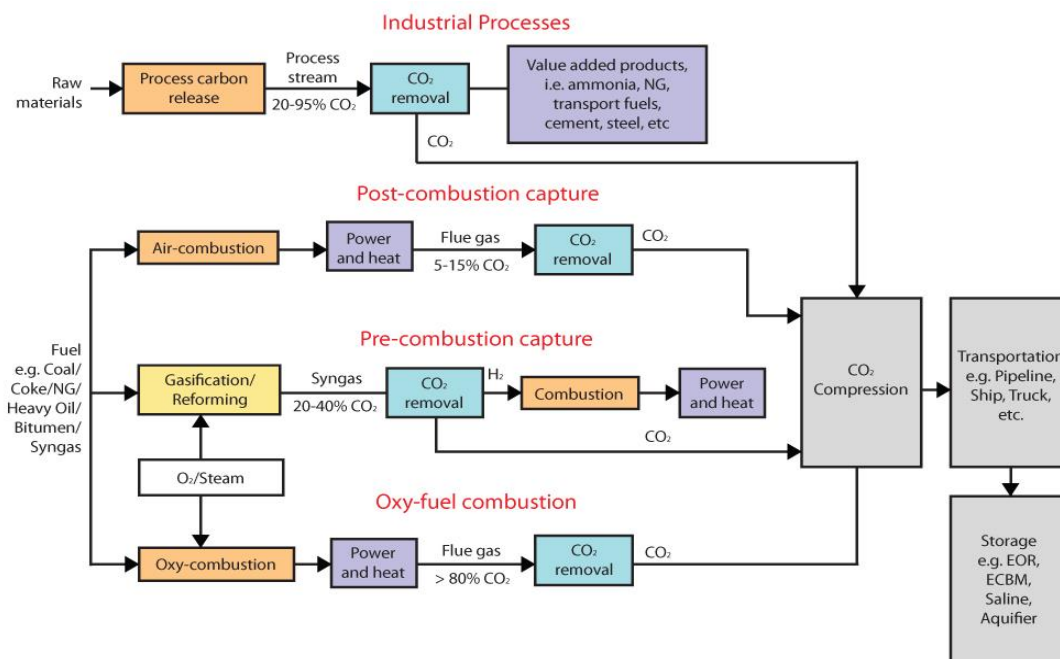 Industrial Processes
Raw
materials
Process carbon
release
Process
stream
20-95% CO₂
CO₂
removal
Value added products,
i.e. ammonia, NG,
transport fuels,
cement, steel, etc
CO₂
Post-combustion capture
Air-combustion
Power
and heat
Flue gas
5-15% CO₂
CO₂
removal
CO₂
Fuel
e.g. Coal/
Coke/NG/
Heavy Oil/
Bitumen/
Syngas
Pre-combustion capture
Gasification/
Reforming
Syngas
20-40% CO₂
CO₂
removal
H₂
Combustion
Power
and heat
CO₂
O₂/Steam
Oxy-fuel combustion
Oxy-combustion
Power
and heat
Flue gas
> 80% CO₂
CO₂
removal
CO₂
CO₂
Compression
Transportation
e.g. Pipeline,
Ship, Truck,
etc.
Storage
e.g. EOR,
ECBM,
Saline,
Aquifier